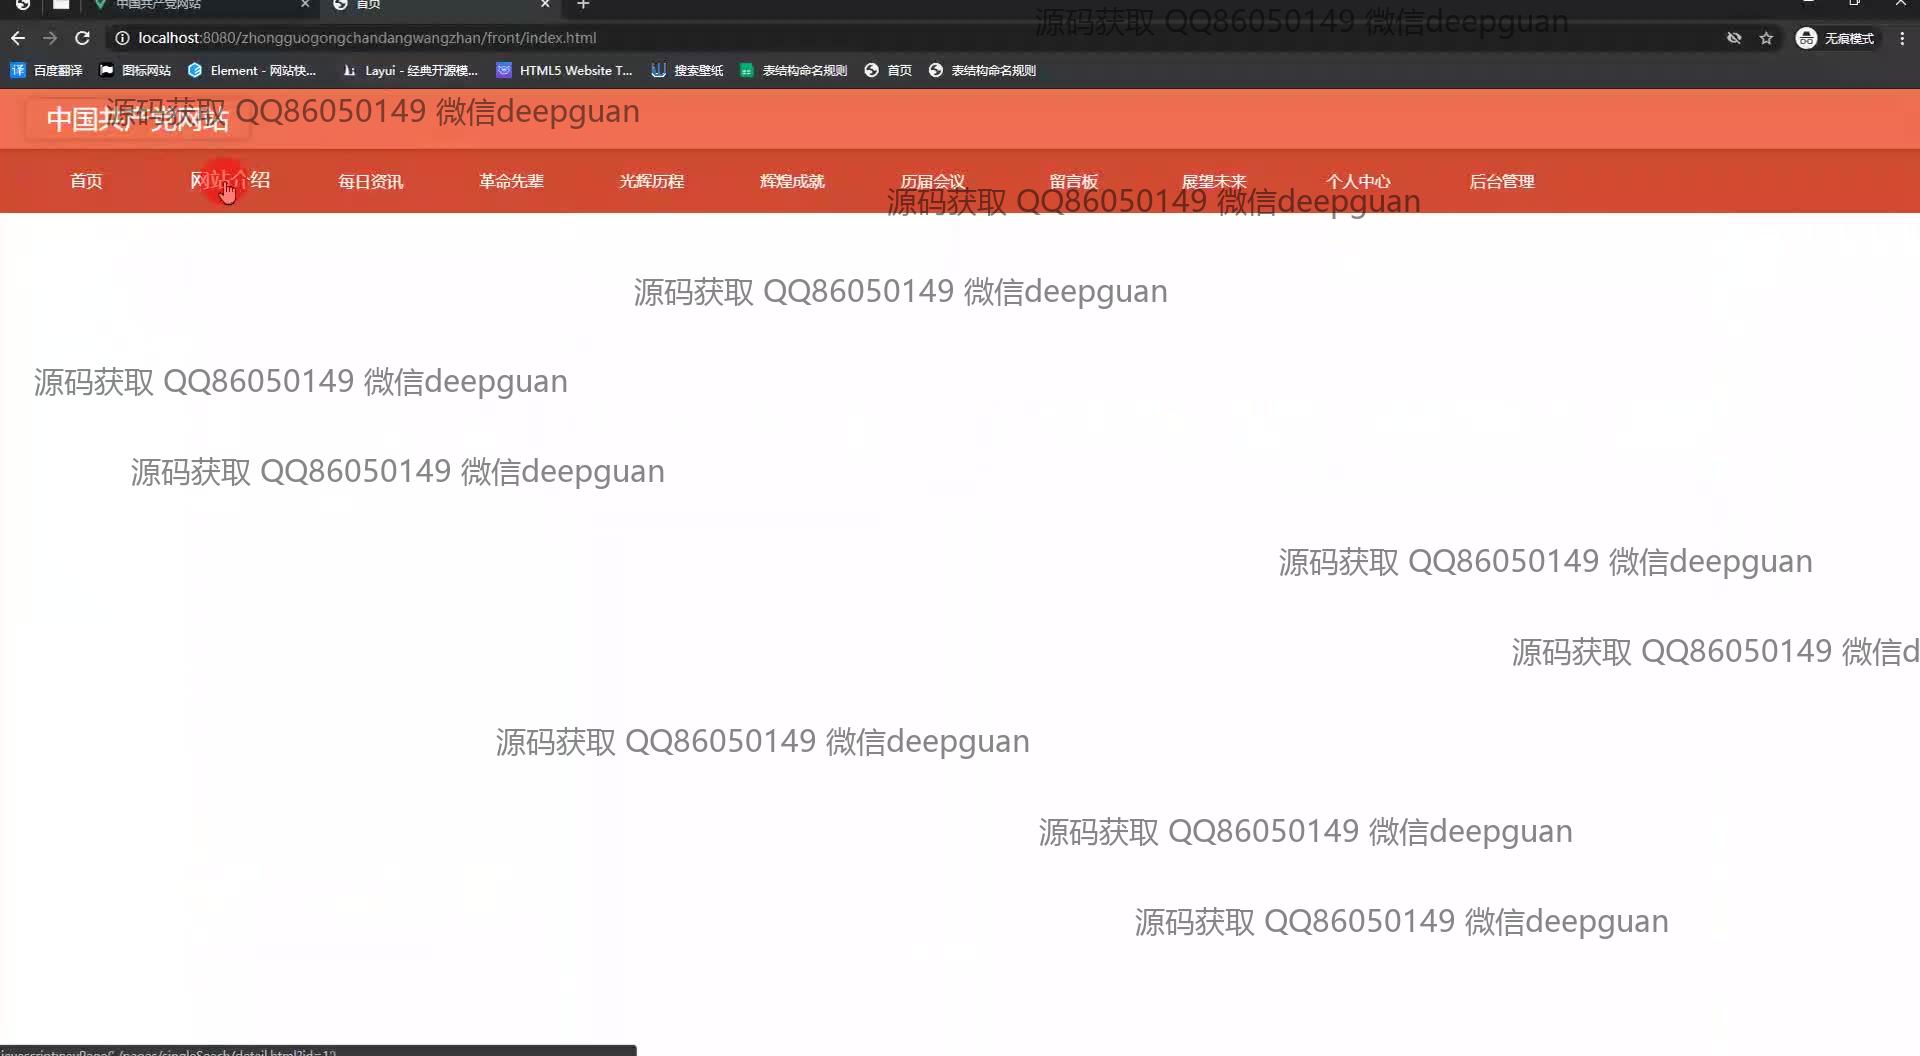 中国共产党网站
首页
源码获取 QQ86050149 微信deepguan
localhost:8080/zhongguogongchandangwangzhan/front/index.html
无痕模式
百度翻译 图标网站 Element - 网站快... Layui - 经典开源模... HTML5 Website T... 搜索壁纸 表结构命名规则 首页 表结构命名规则
中国共产党网站
源码获取 QQ86050149 微信deepguan
首页 网站介绍 每日资讯 革命先辈 光辉历程 辉煌成就 历届会议 留言板 展望未来 个人中心 后台管理
源码获取 QQ86050149 微信deepguan
源码获取 QQ86050149 微信deepguan
源码获取 QQ86050149 微信deepguan
源码获取 QQ86050149 微信deepguan
源码获取 QQ86050149 微信deepguan
源码获取 QQ86050149 微信d
源码获取 QQ86050149 微信deepguan
源码获取 QQ86050149 微信deepguan
源码获取 QQ86050149 微信deepguan